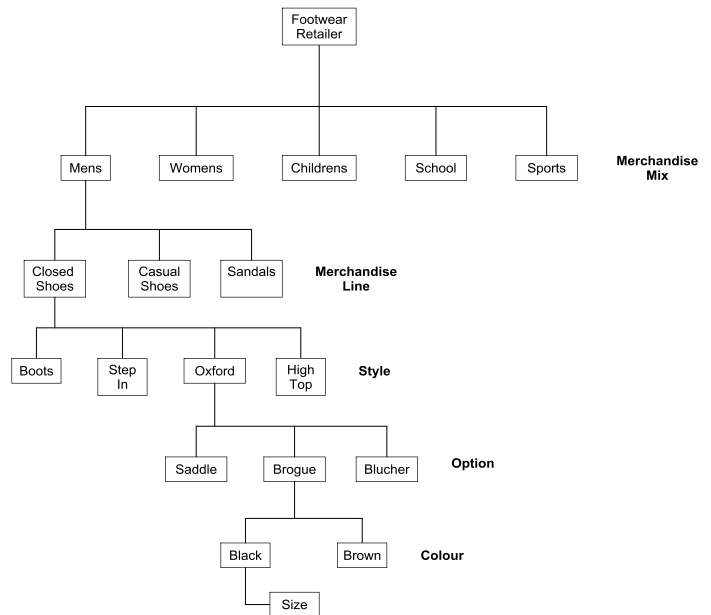 Footwear
Retailer
Mens
Womens
Childrens
School
Sports
Merchandise
Mix
Closed
Shoes
Casual
Shoes
Sandals
Merchandise
Line
Boots
Step
In
Oxford
High
Top
Style
Saddle
Brogue
Blucher
Option
Black
Brown
Colour
Size